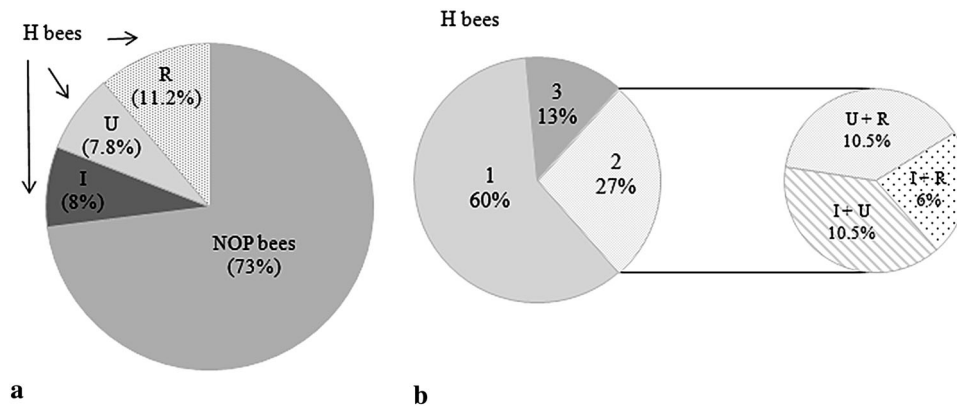 H bees
R
(11.2%)
U
(7.8%)
I
(8%)
NOP bees
(73%)
a
H bees
3
13%
1
60%
2
27%
U + R
10.5%
I + R
6%
I + U
10.5%
b